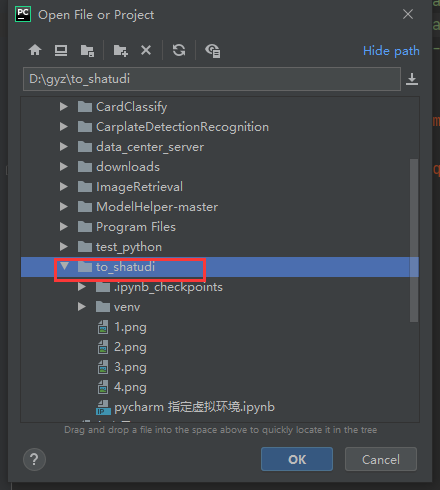 PC
Open File or Project
Hide path
D:\gyz\to_shatudi
CardClassify
CarplateDetectionRecognition
data_center_server
downloads
ImageRetrieval
ModelHelper-master
Program Files
test_python
to_shatudi
.ipynb_checkpoints
venv
1.png
2.png
3.png
4.png
pycharm 指定虚拟环境.ipynb
Drag and drop a file into the space above to quickly locate it in the tree
?
OK
Cancel